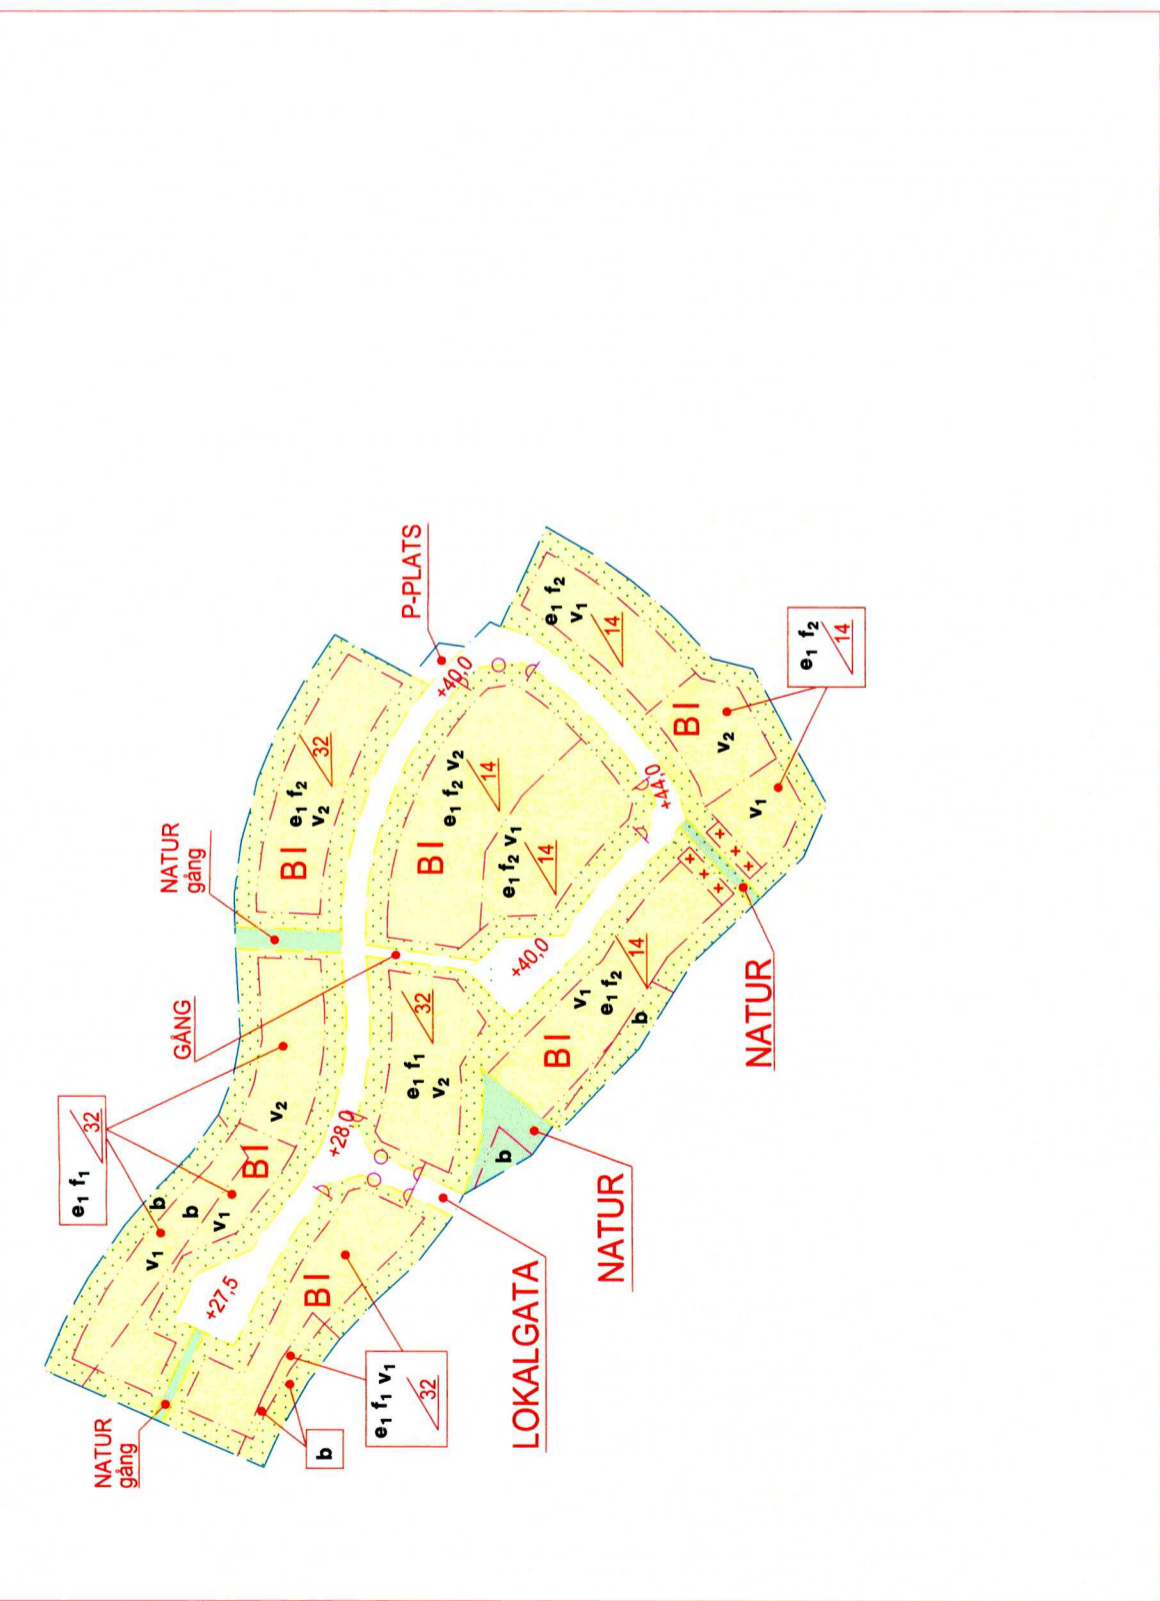 P-PLATS
+40,0
e1 f2
v1
14
BI
v2
e1 f2
14
v1
+44,0
32
e1 f2
v2
BI
NATUR
gång
e1 f2 v2
14
BI
e1 f2 v1
14
+40,0
14
v1
e1 f2
b
BI
NATUR
GÅNG
32
e1 f1
v2
e1 f1
32
v2
BI
b
b
v1
v1
+28,0
b
NATUR
LOKALGATA
+27,5
BI
e1 f1 v1
32
b
NATUR
gång